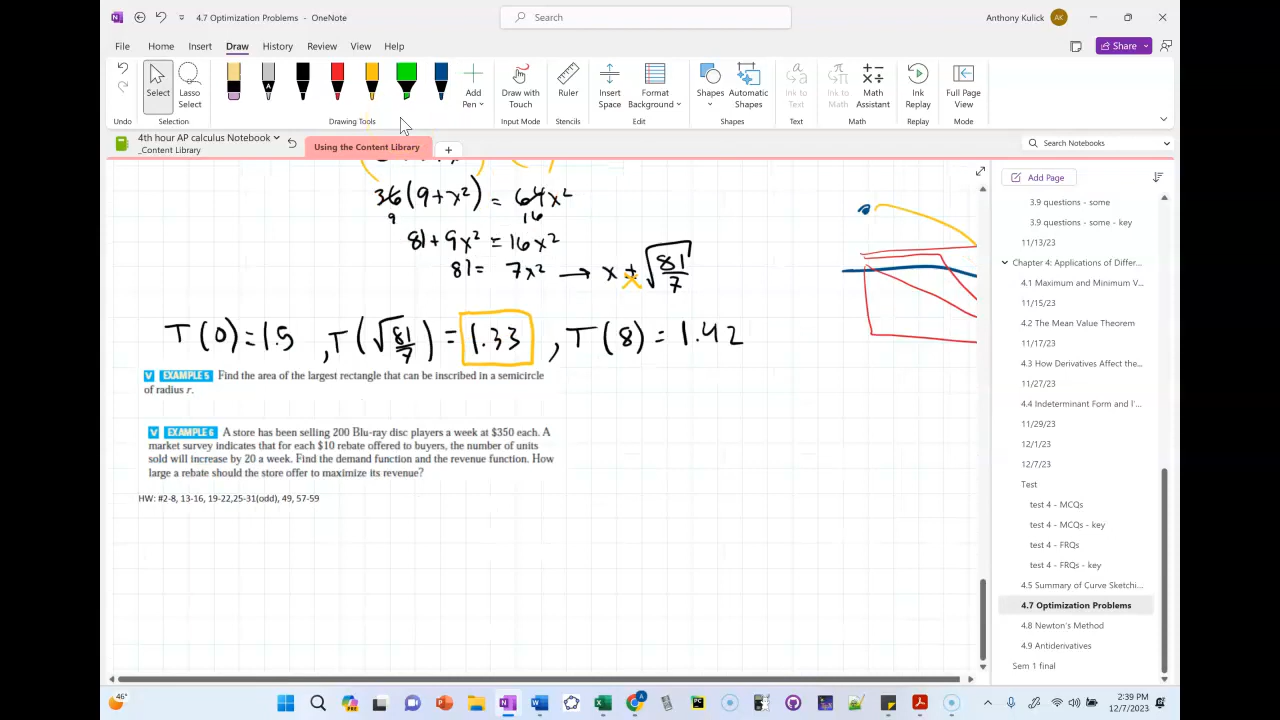 4.7 Optimization Problems - OneNote
Search
Anthony Kulick
AK
File Home Insert Draw History Review View Help
Share
Select
Lasso Select
Add Pen
Draw with Touch
Ruler
Insert Space
Format Background
Shapes
Automatic Shapes
Ink to Text
Ink to Math
Math Assistant
Ink Replay
Full Page View
Undo Selection Drawing Tools Input Mode Stencils Edit Shapes Text Math Replay Mode
4th hour AP calculus Notebook
_Content Library
Using the Content Library
Search Notebooks
36(9+x²) = 64x²
9 16
81+9x² = 16x²
81 = 7x² → x ± √81/7
T(0)=1.5 , T(√81/7) = 1.33 , T(8) = 1.42
V EXAMPLE 5 Find the area of the largest rectangle that can be inscribed in a semicircle
of radius r.
V EXAMPLE 6 A store has been selling 200 Blu-ray disc players a week at $350 each. A
market survey indicates that for each $10 rebate offered to buyers, the number of units
sold will increase by 20 a week. Find the demand function and the revenue function. How
large a rebate should the store offer to maximize its revenue?
HW: #2-8, 13-16, 19-22,25-31(odd), 49, 57-59
Add Page
3.9 questions - some
3.9 questions - some - key
11/13/23
Chapter 4: Applications of Differ...
4.1 Maximum and Minimum V...
11/15/23
4.2 The Mean Value Theorem
11/17/23
4.3 How Derivatives Affect the...
11/27/23
4.4 Indeterminant Form and l'...
11/29/23
12/1/23
12/7/23
Test
test 4 - MCQs
test 4 - MCQs - key
test 4 - FRQs
test 4 - FRQs - key
4.5 Summary of Curve Sketchi...
4.7 Optimization Problems
4.8 Newton's Method
4.9 Antiderivatives
Sem 1 final
46°
2:39 PM
12/7/2023